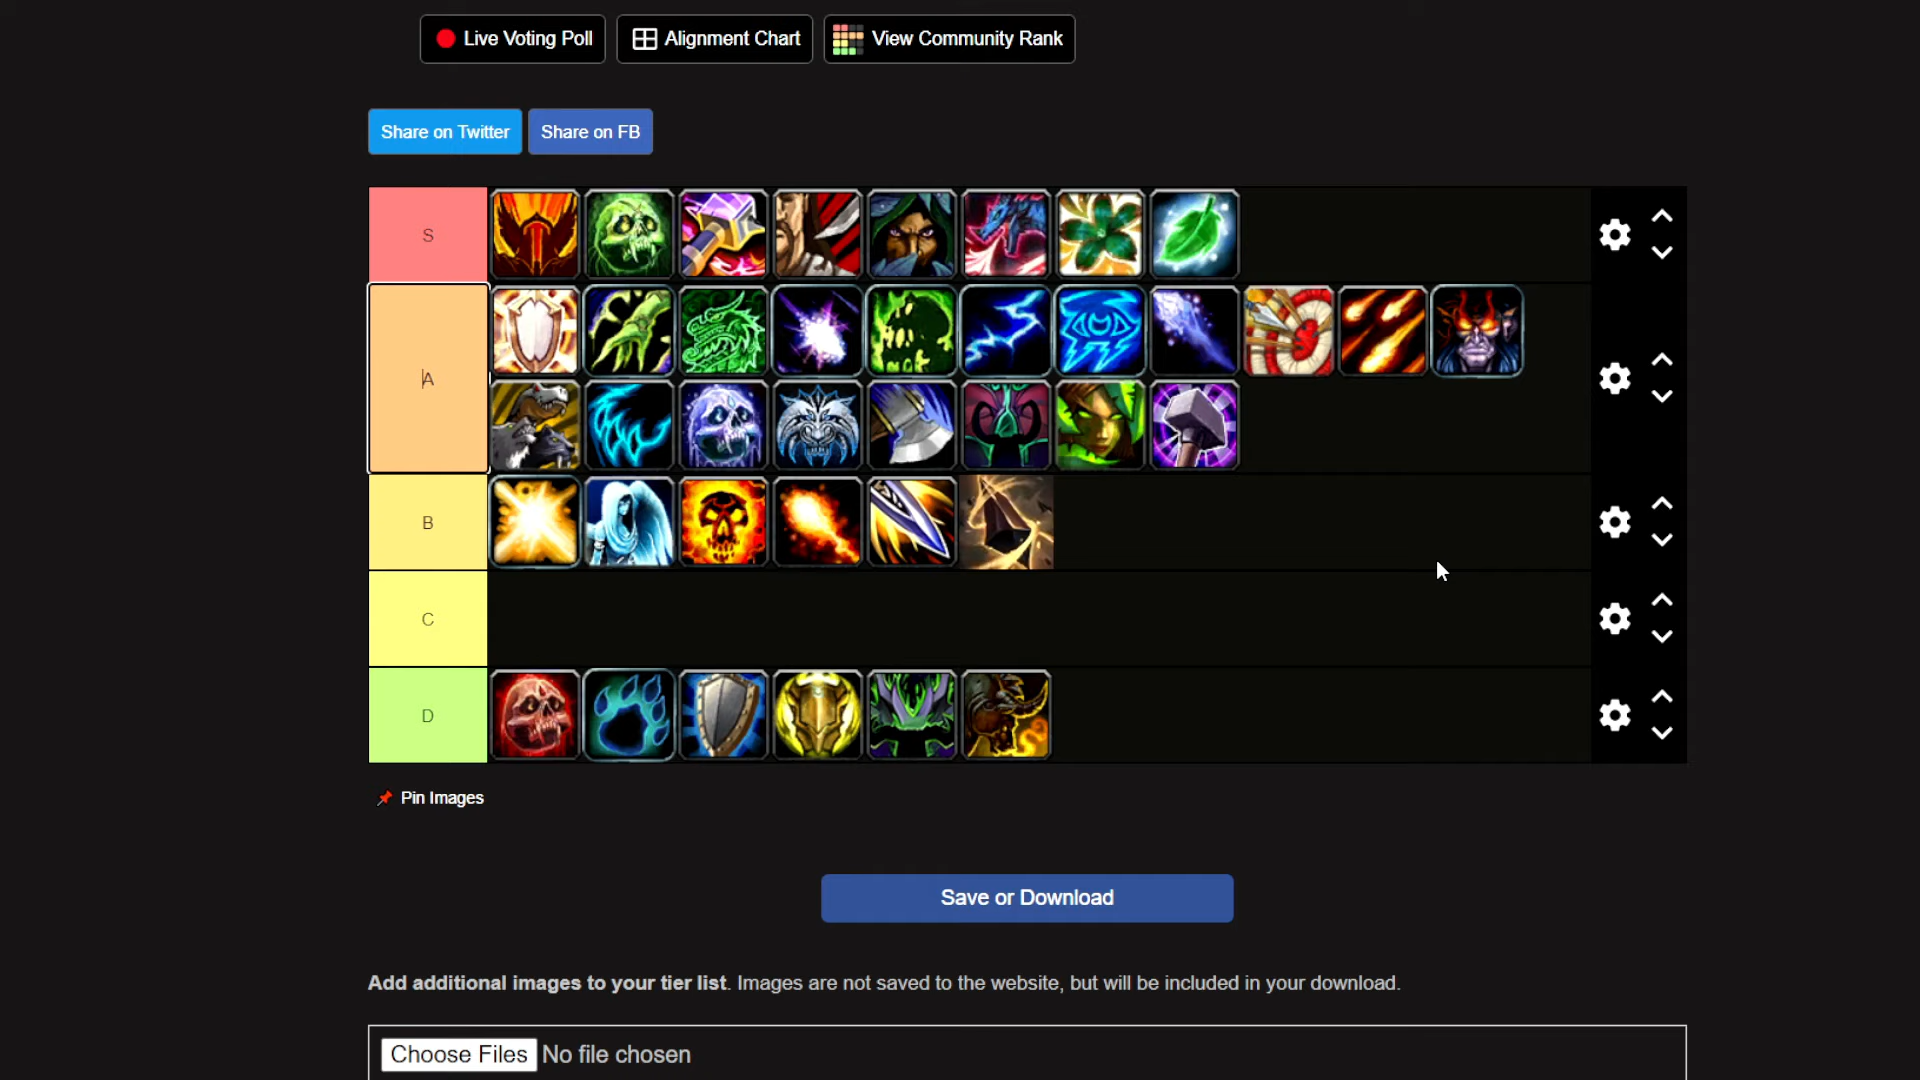 Live Voting Poll
Alignment Chart
View Community Rank
Share on Twitter
Share on FB
S
A
B
C
D
Pin Images
Save or Download
Add additional images to your tier list. Images are not saved to the website, but will be included in your download.
Choose Files No file chosen